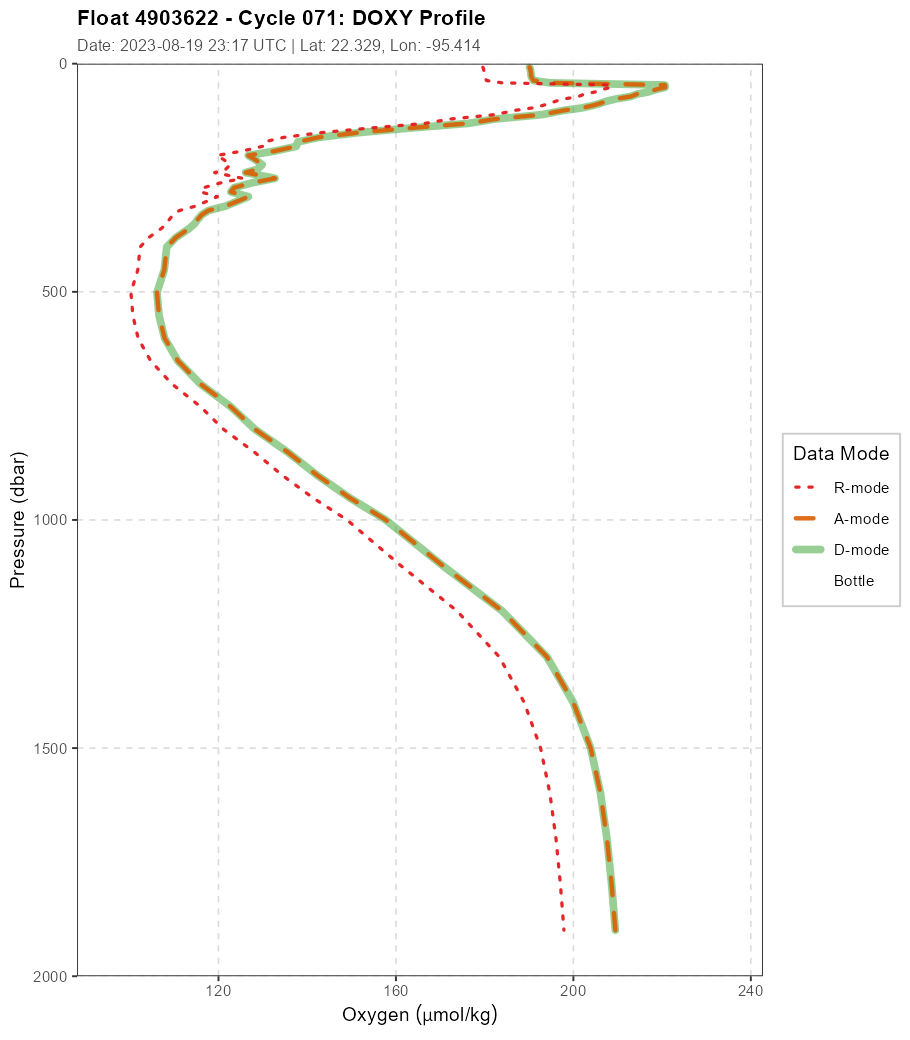 Float 4903622 - Cycle 071: DOXY Profile
Date: 2023-08-19 23:17 UTC | Lat: 22.329, Lon: -95.414
0
500
1000
1500
2000
Pressure (dbar)
120
160
200
240
Oxygen (μmol/kg)
Data Mode
R-mode
A-mode
D-mode
Bottle